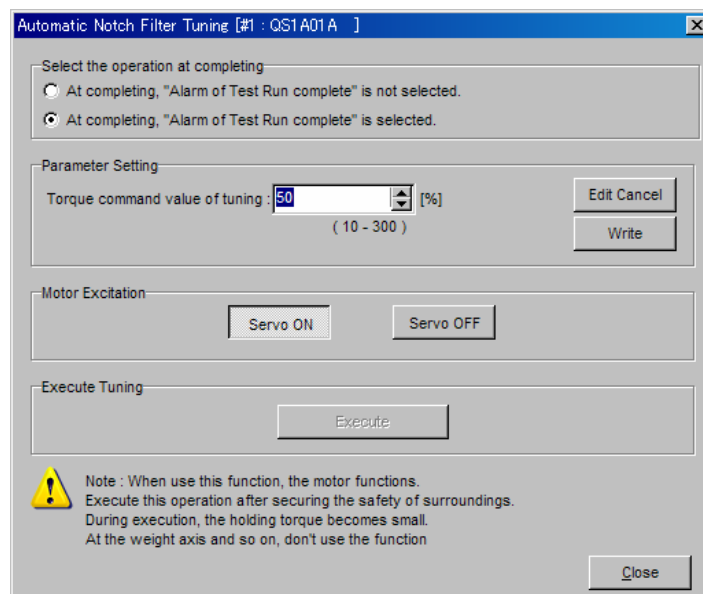 Automatic Notch Filter Tuning [#1 : QS1A01A ]
Select the operation at completing
At completing, "Alarm of Test Run complete" is not selected.
At completing, "Alarm of Test Run complete" is selected.
Parameter Setting
Torque command value of tuning : 50 [%]
Edit Cancel
( 10 - 300 )
Write
Motor Excitation
Servo ON Servo OFF
Execute Tuning
Execute
Note : When use this function, the motor functions.
Execute this operation after securing the safety of surroundings.
During execution, the holding torque becomes small.
At the weight axis and so on, don't use the function
Close